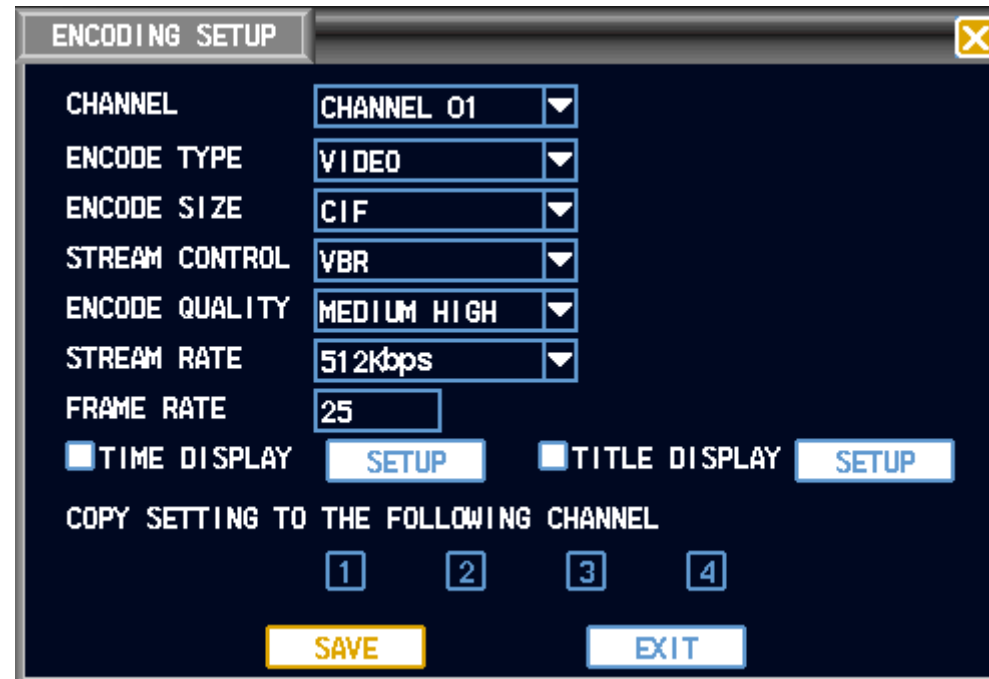 ENCODING SETUP
CHANNEL CHANNEL 01
ENCODE TYPE VIDEO
ENCODE SIZE CIF
STREAM CONTROL VBR
ENCODE QUALITY MEDIUM HIGH
STREAM RATE 512Kbps
FRAME RATE 25
TIME DISPLAY SETUP TITLE DISPLAY SETUP
COPY SETTING TO THE FOLLOWING CHANNEL
1 2 3 4
SAVE EXIT